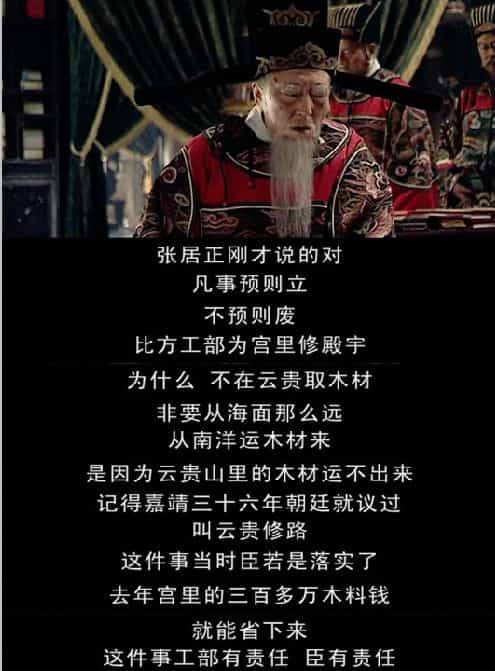 张居正刚才说的对
凡事预则立
不预则废
比方工部为宫里修殿宇
为什么 不在云贵取木材
非要从海面那么远
从南洋运木材来
是因为云贵山里的木材运不出来
记得嘉靖三十六年朝廷就议过
叫云贵修路
这件事当时臣若是落实了
去年宫里的三百多万木料钱
就能省下来
这件事工部有责任 臣有责任